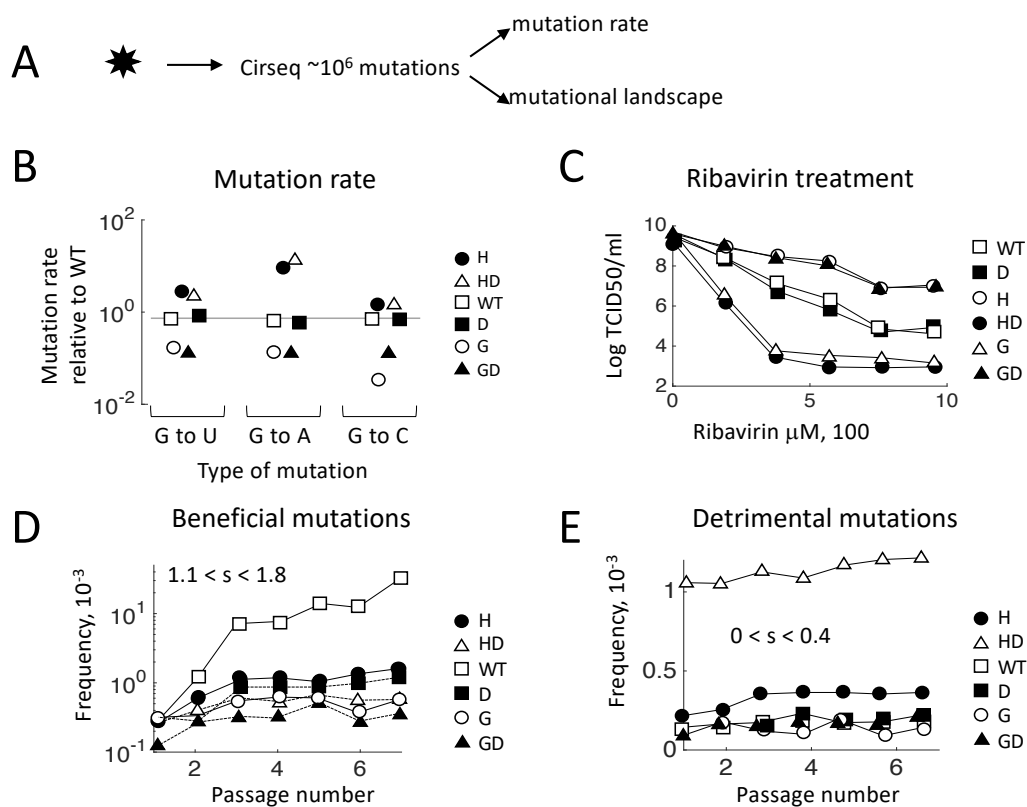 A
Cirseq ~10⁶ mutations
mutation rate
mutational landscape
B
Mutation rate
Mutation rate
relative to WT
10²
10⁰
10⁻²
G to U
G to A
G to C
Type of mutation
H
HD
WT
D
G
GD
C
Ribavirin treatment
Log TCID50/ml
10
8
6
4
2
0
5
10
Ribavirin μM, 100
WT
D
H
HD
G
GD
D
Beneficial mutations
Frequency, 10⁻³
1.1 < s < 1.8
10¹
10⁰
10⁻¹
2
4
6
Passage number
H
HD
WT
D
G
GD
E
Detrimental mutations
Frequency, 10⁻³
1
0.5
0
0 < s < 0.4
2
4
6
Passage number
H
HD
WT
D
G
GD